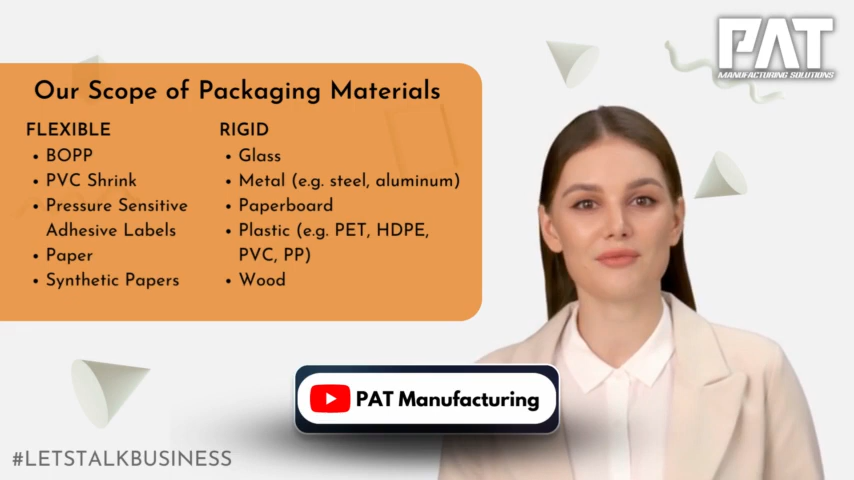 PAT
MANUFACTURING SOLUTIONS
Our Scope of Packaging Materials
FLEXIBLE
• BOPP
• PVC Shrink
• Pressure Sensitive
Adhesive Labels
• Paper
• Synthetic Papers
RIGID
• Glass
• Metal (e.g. steel, aluminum)
• Paperboard
• Plastic (e.g. PET, HDPE,
PVC, PP)
• Wood
PAT Manufacturing
#LETSTALKBUSINESS